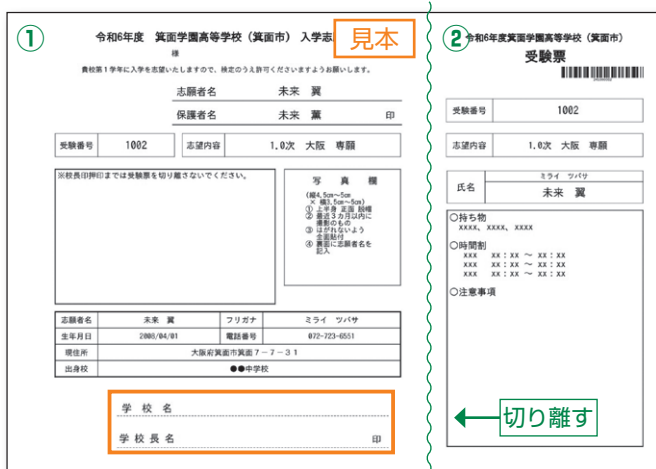 ①
令和6年度 箕面学園高等学校（箕面市） 入学志
見本
様
貴校第1学年に入学を志望いたしますので、検定のうえ許可くださいますようお願いします。
志願者名 未来 翼
保護者名 未来 薫 印
受験番号 1002 志望内容 1.0次 大阪 専願
※校長印押印までは受験票を切り離さないでください。
写 真 欄
(縦4.5cm〜5cm
× 横3.5cm〜5cm)
① 上半身 正面 脱帽
② 最近3カ月以内に
撮影のもの
③ はがれないよう
全面貼付
④ 裏面に志願者名を
記入
志願者名 未来 翼 フリガナ ミライ ツバサ
生年月日 2008/04/01 電話番号 072-723-6551
現住所 大阪府箕面市箕面7-7-31
出身校 ●●中学校
学 校 名
学 校 長 名 印
②
令和6年度箕面学園高等学校（箕面市）
受験票
受験番号 1002
志望内容 1.0次 大阪 専願
氏名 ミライ ツバサ
未来 翼
〇持ち物
xxxx、xxxx、xxxx
〇時間割
xxx xx：xx 〜 xx：xx
xxx xx：xx 〜 xx：xx
xxx xx：xx 〜 xx：xx
〇注意事項
切り離す